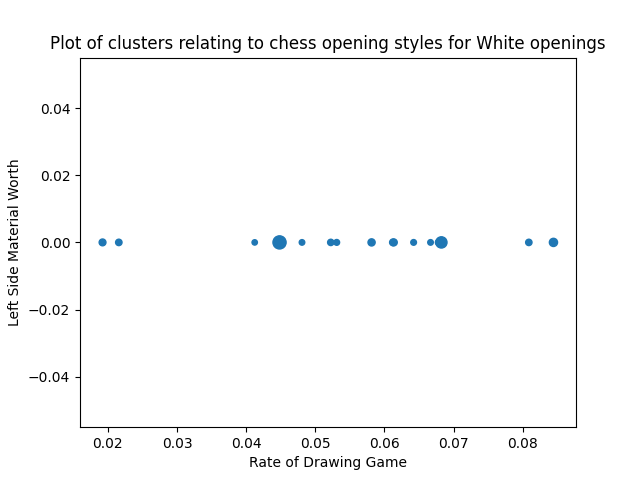 Plot of clusters relating to chess opening styles for White openings
Left Side Material Worth
0.04
0.02
0.00
−0.02
−0.04
0.02 0.03 0.04 0.05 0.06 0.07 0.08
Rate of Drawing Game